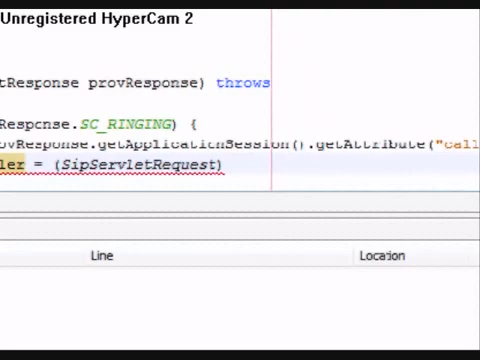 Unregistered HyperCam 2
tResponse provResponse) throws
Response.SC_RINGING) {
ovResponse.getApplicationSession().getAttribute("call
ler = (SipServletRequest)
Line Location